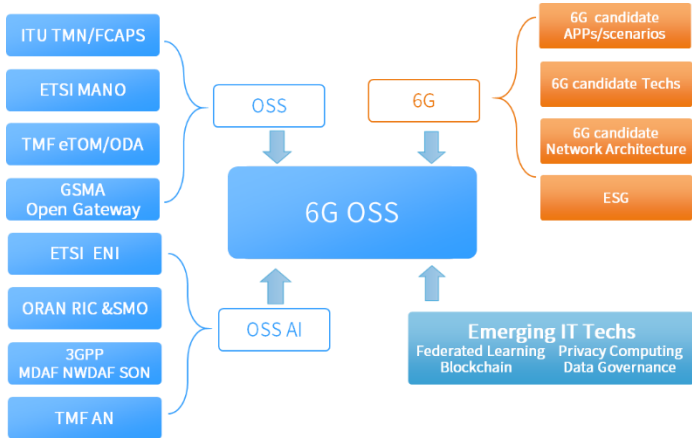 ITU TMN/FCAPS
ETSI MANO
TMF eTOM/ODA
GSMA
Open Gateway
ETSI ENI
ORAN RIC &SMO
3GPP
MDAF NWDAF SON
TMF AN
OSS
6G
6G OSS
OSS AI
6G candidate
APPs/scenarios
6G candidate Techs
6G candidate
Network Architecture
ESG
Emerging IT Techs
Federated Learning Privacy Computing
Blockchain Data Governance